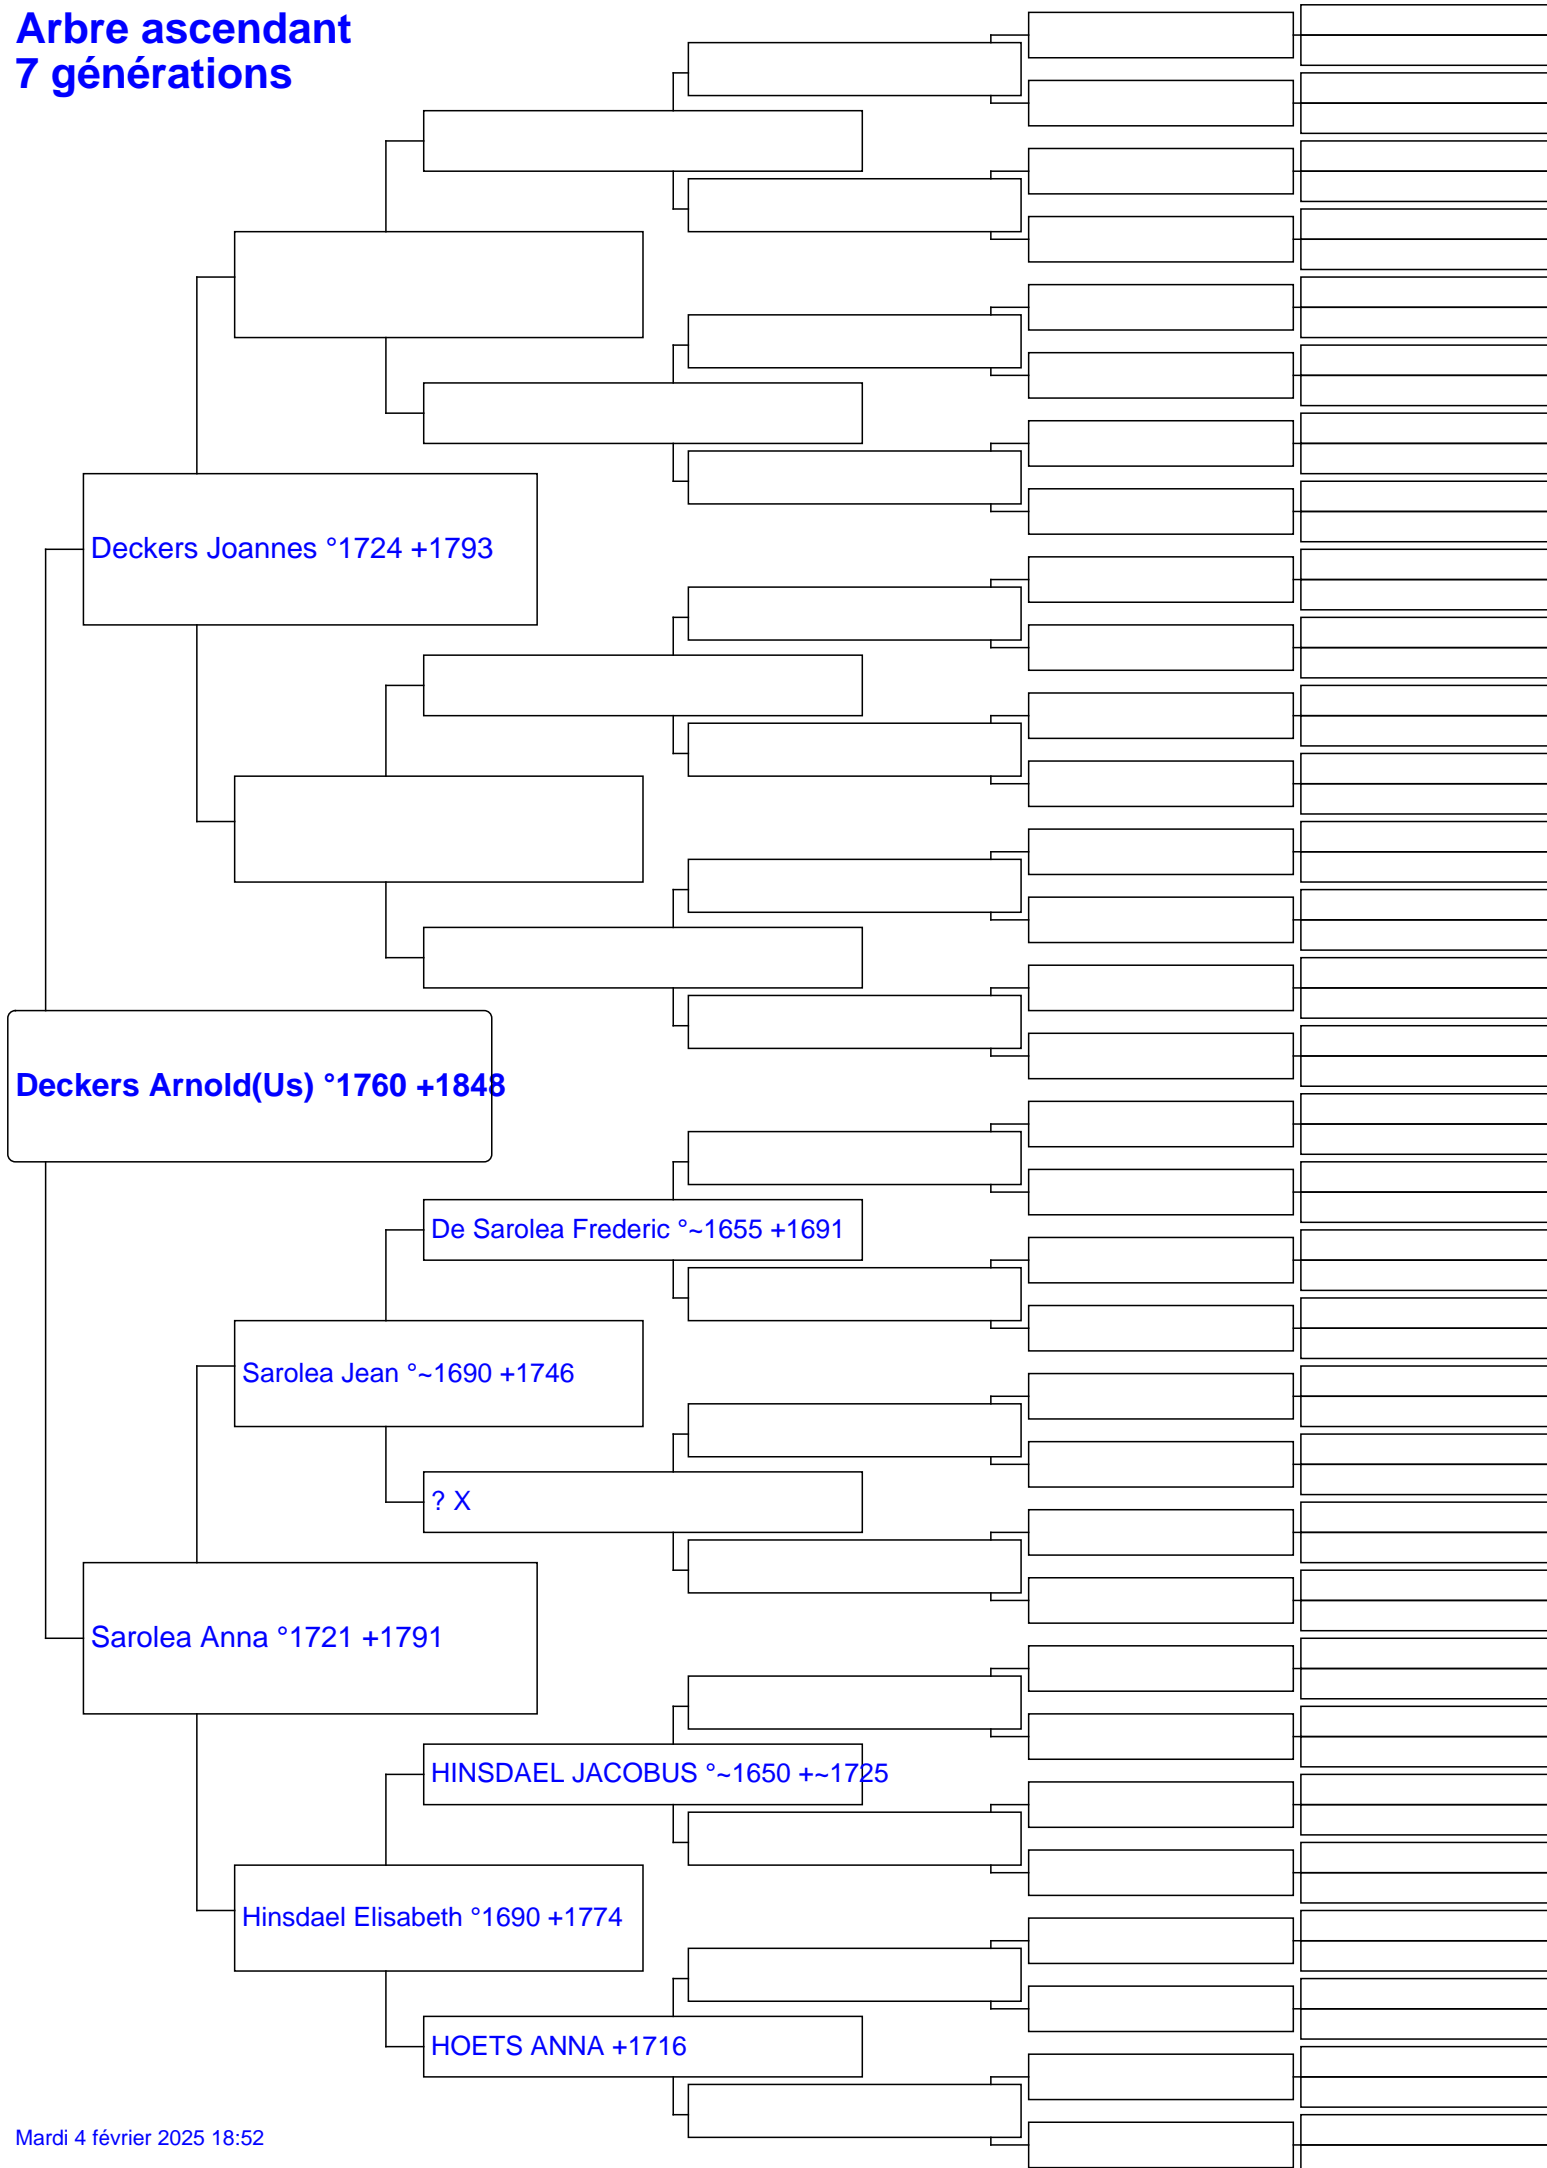 Arbre ascendant
7 générations
Deckers Joannes °1724 +1793
Deckers Arnold(Us) °1760 +1848
De Sarolea Frederic °~1655 +1691
Sarolea Jean °~1690 +1746
? X
Sarolea Anna °1721 +1791
HINSDAEL JACOBUS °~1650 +~1725
Hinsdael Elisabeth °1690 +1774
HOETS ANNA +1716
Mardi 4 février 2025 18:52